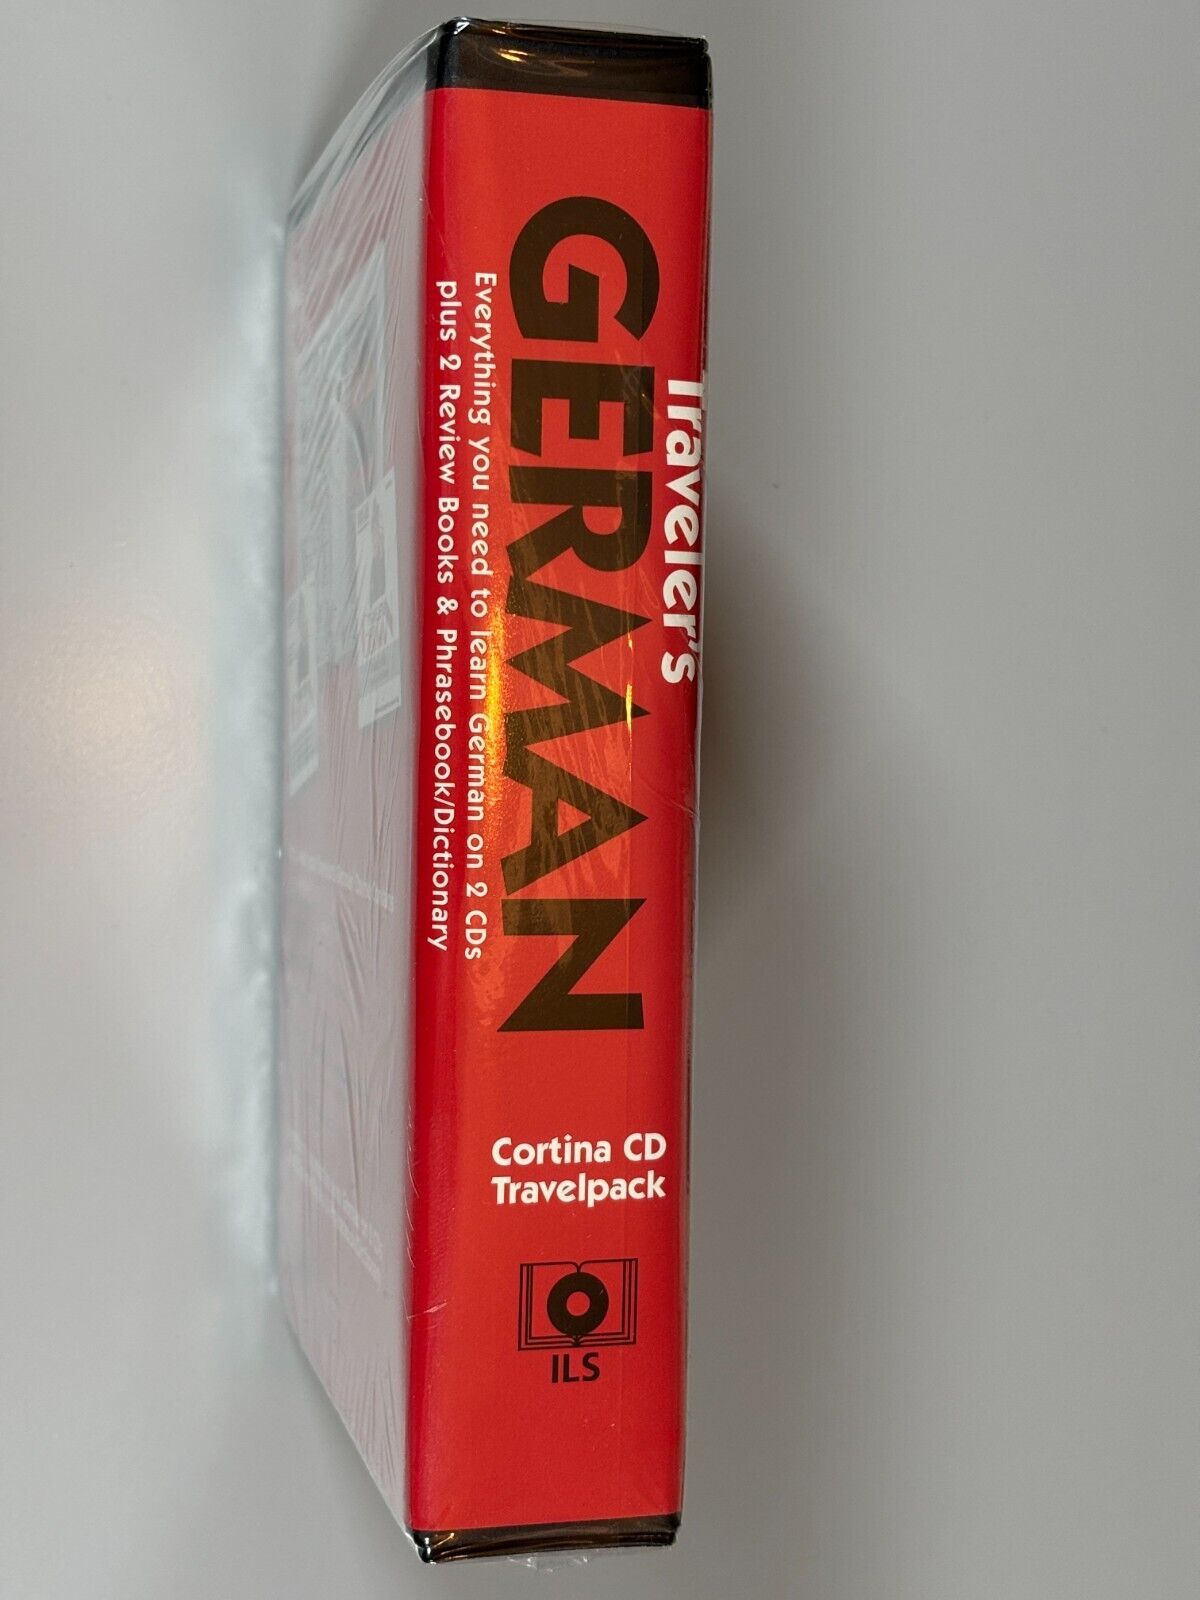 Traveler's
GERMAN
Everything you need to learn German on 2 CDs
plus 2 Review Books & Phrasebook/Dictionary
Cortina CD
Travelpack
ILS